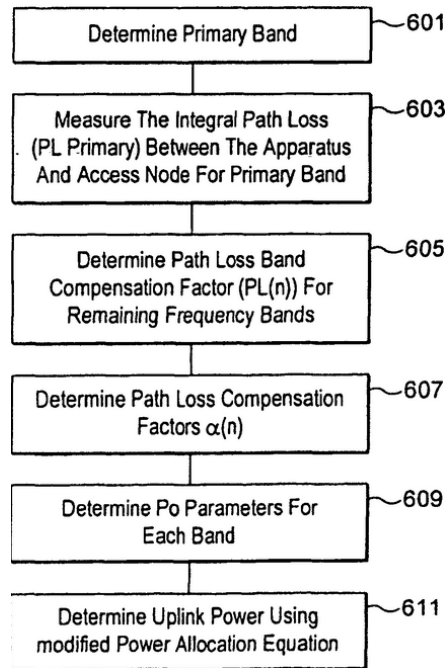 Determine Primary Band
601
Measure The Integral Path Loss
(PL Primary) Between The Apparatus
And Access Node For Primary Band
603
Determine Path Loss Band
Compensation Factor (PL(n)) For
Remaining Frequency Bands
605
Determine Path Loss Compensation
Factors α(n)
607
Determine Po Parameters For
Each Band
609
Determine Uplink Power Using
modified Power Allocation Equation
611